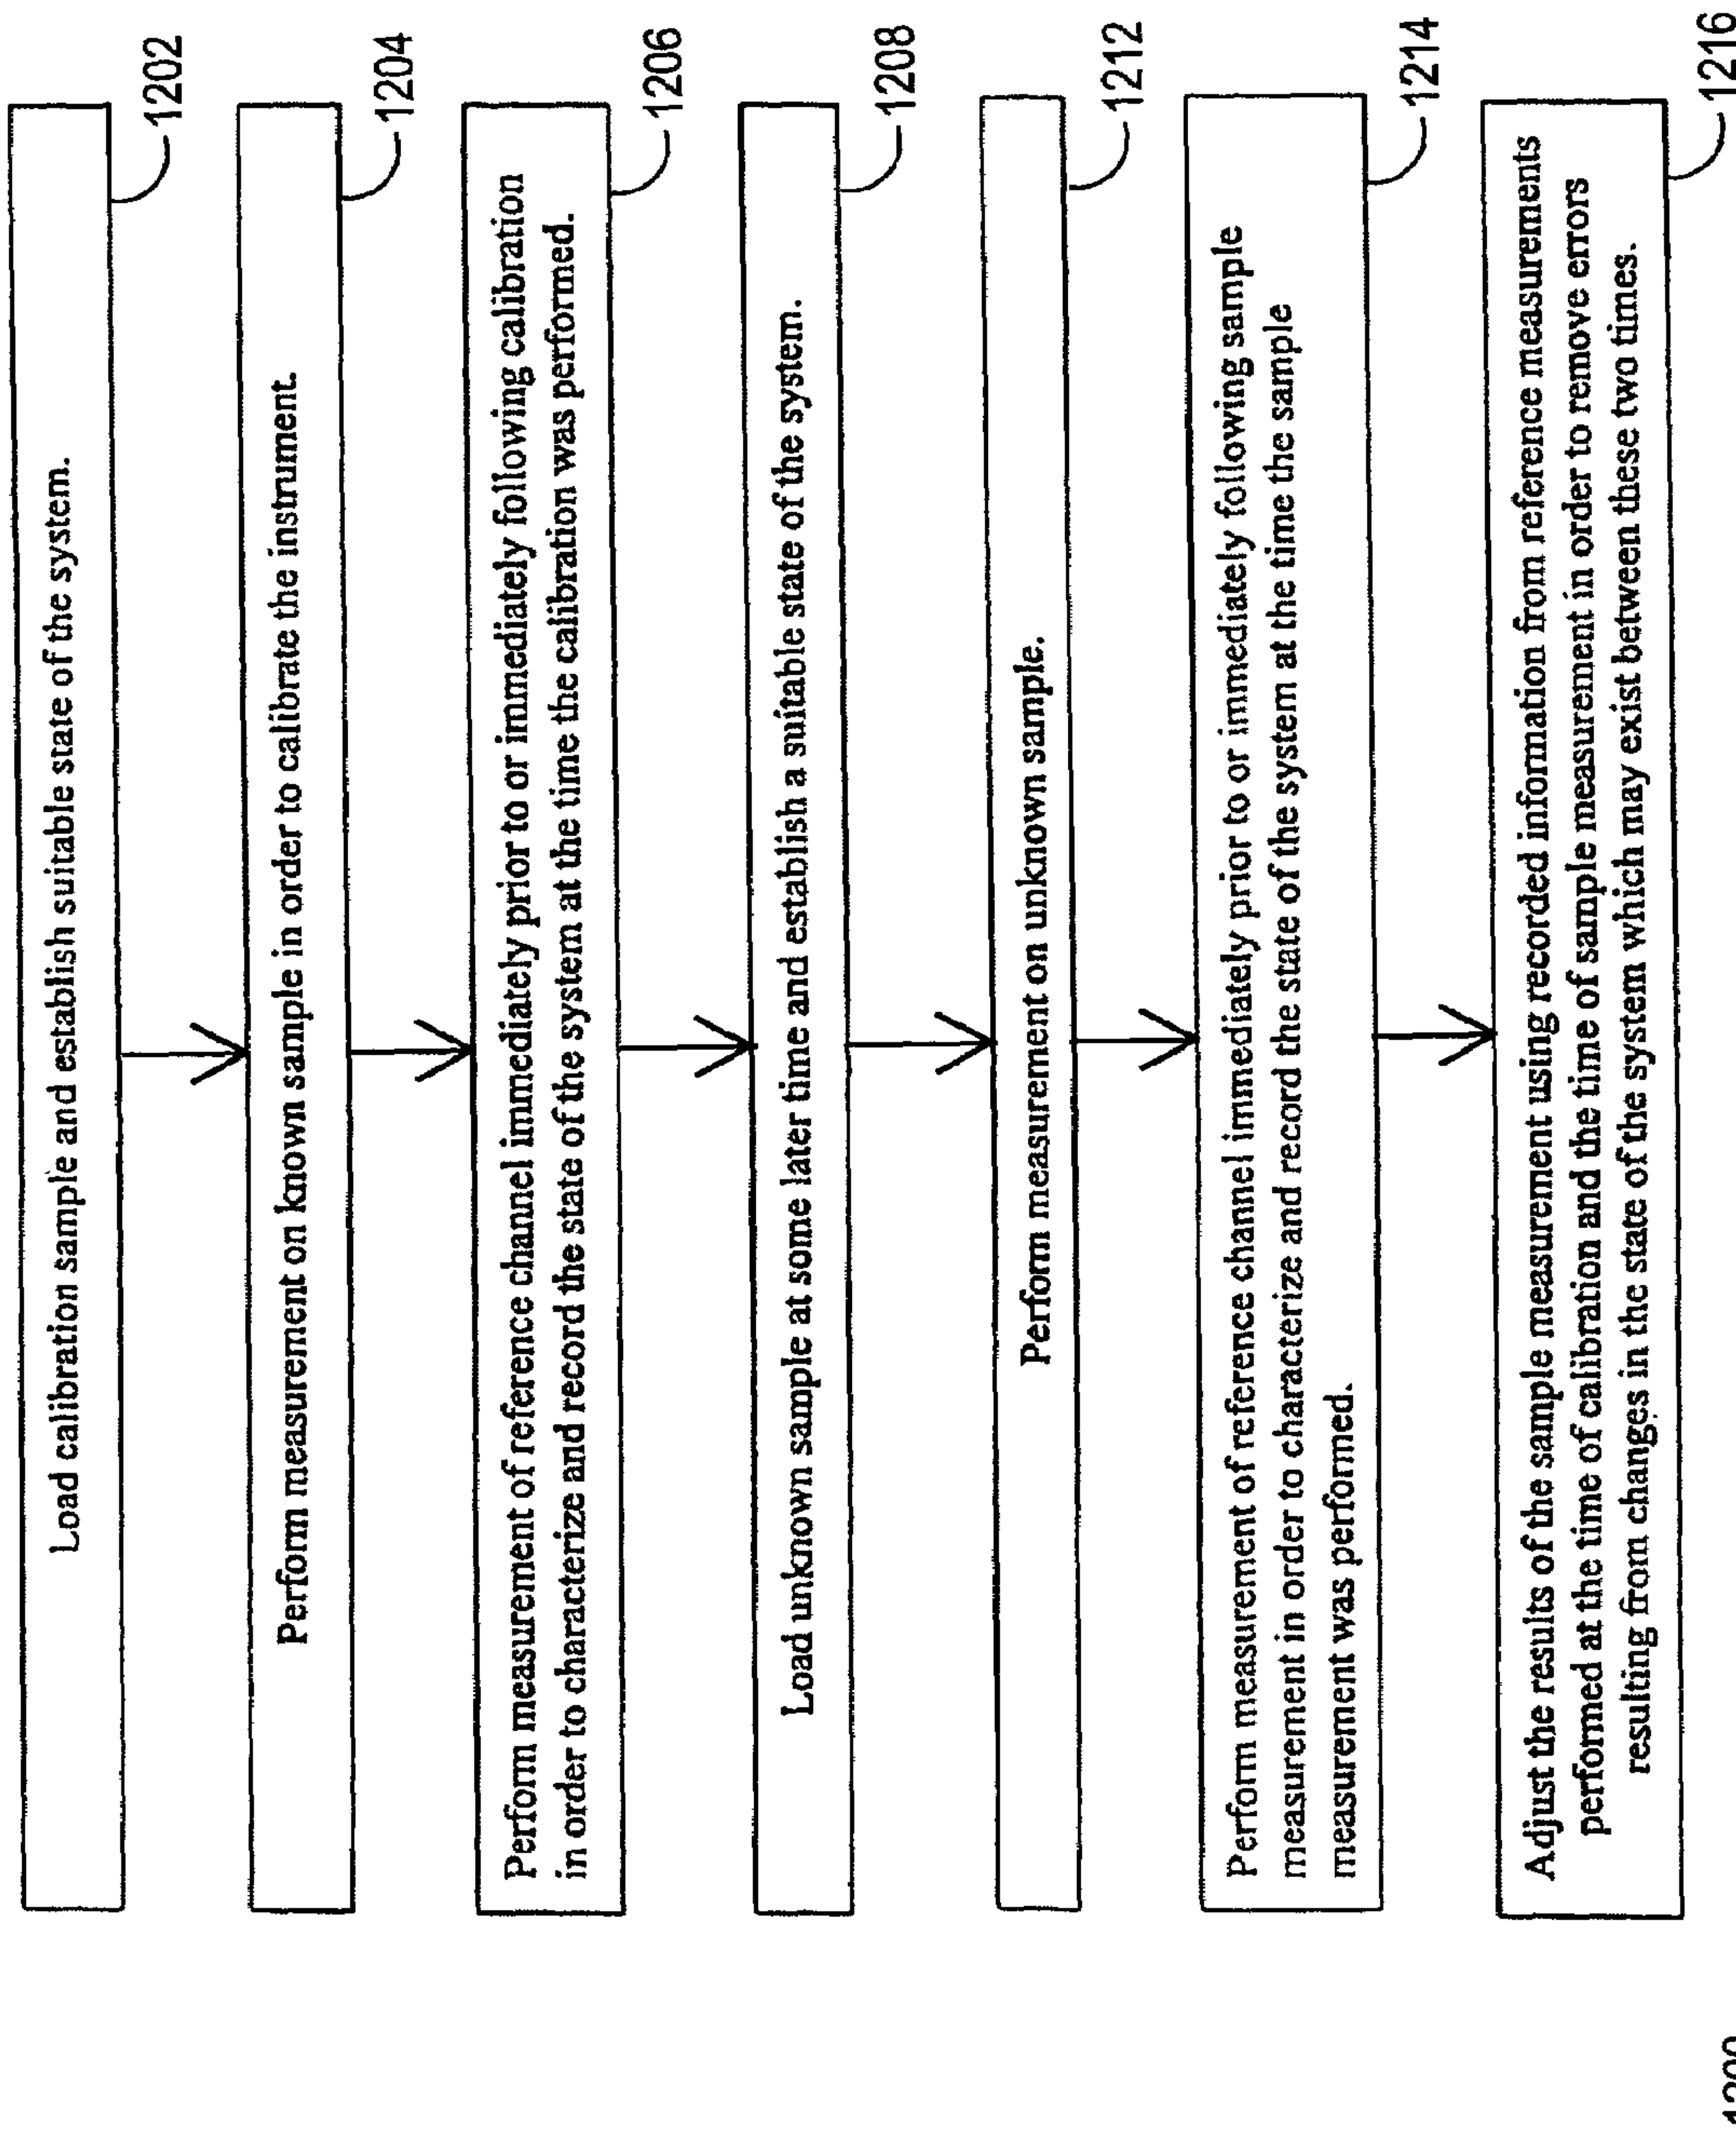 Load calibration sample and establish suitable state of the system.
1202
Perform measurement on known sample in order to calibrate the instrument.
1204
Perform measurement of reference channel immediately prior to or immediately following calibration
in order to characterize and record the state of the system at the time the calibration was performed.
1206
Load unknown sample at some later time and establish a suitable state of the system.
1208
Perform measurement on unknown sample.
1212
Perform measurement of reference channel immediately prior to or immediately following sample
measurement in order to characterize and record the state of the system at the time the sample
measurement was performed.
1214
Adjust the results of the sample measurement using recorded information from reference measurements
performed at the time of calibration and the time of sample measurement in order to remove errors
resulting from changes in the state of the system which may exist between these two times.
1216